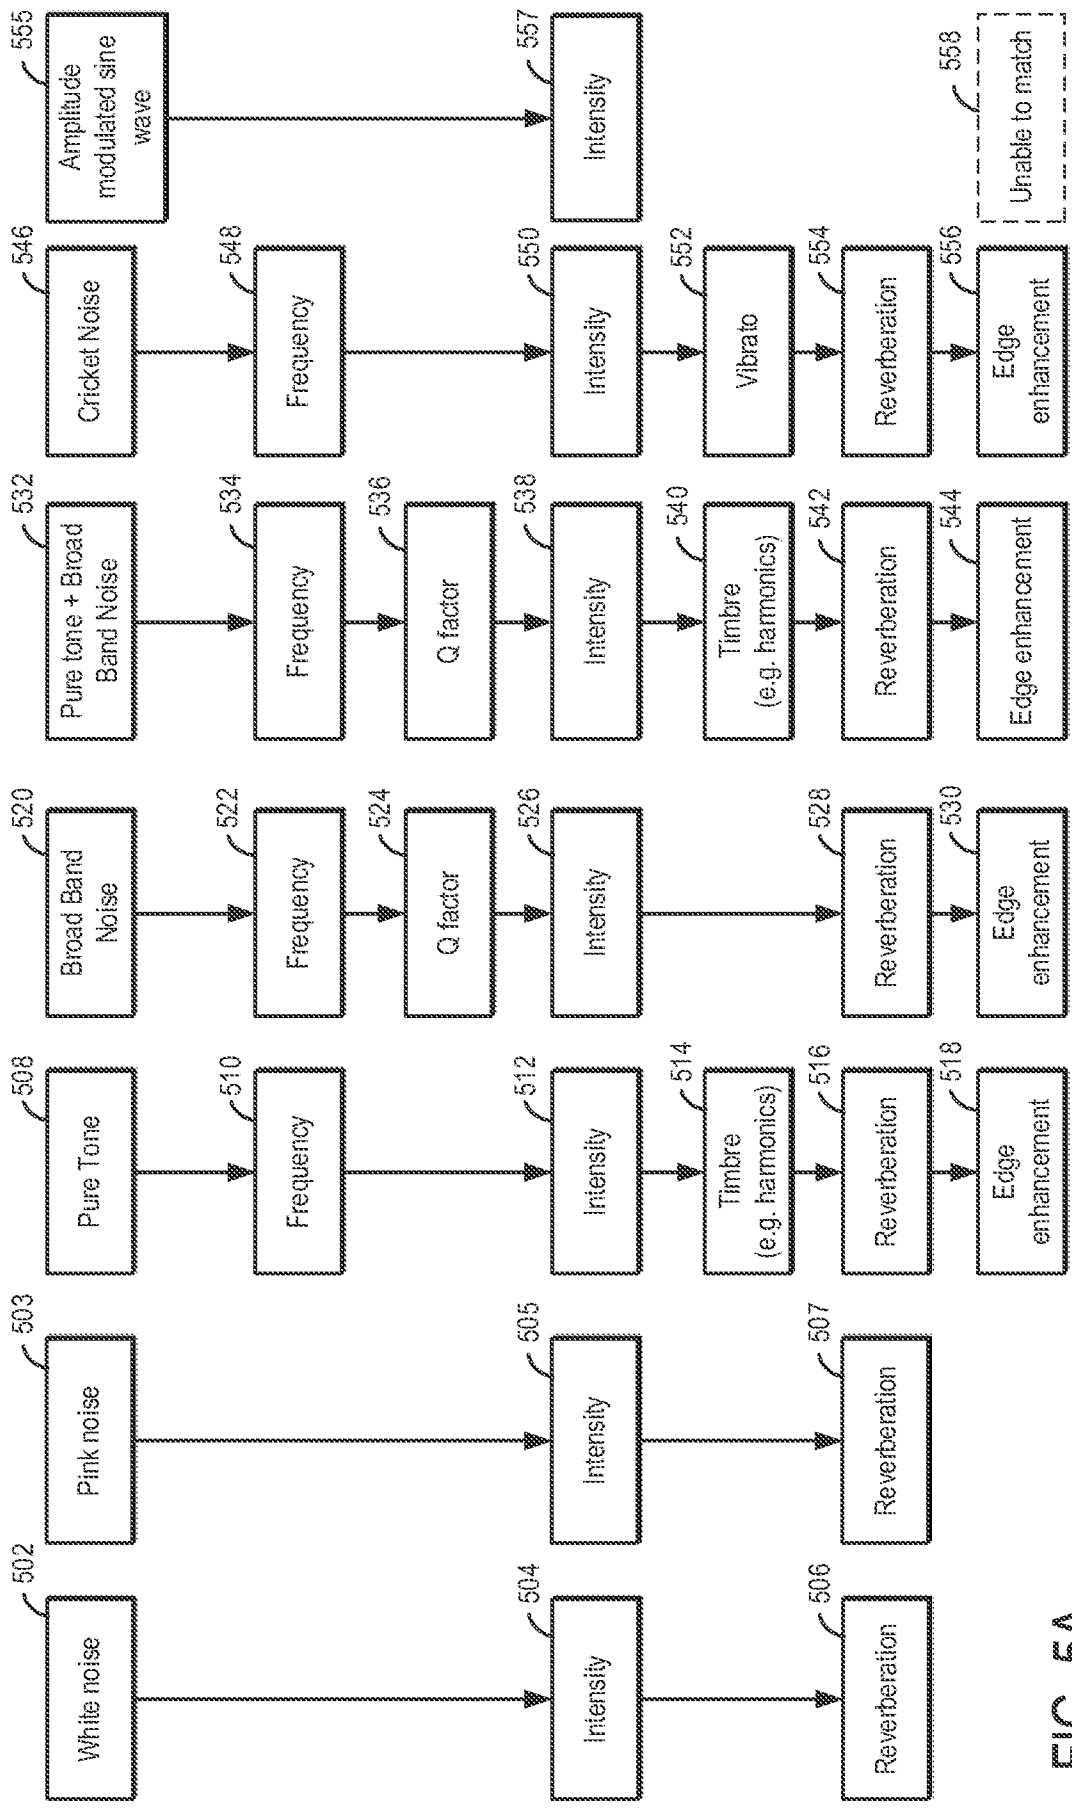 502
White noise
504
Intensity
506
Reverberation
503
Pink noise
505
Intensity
507
Reverberation
508
Pure Tone
510
Frequency
512
Intensity
514
Timbre
(e.g. harmonics)
516
Reverberation
518
Edge
enhancement
520
Broad Band
Noise
522
Frequency
524
Q factor
526
Intensity
528
Reverberation
530
Edge
enhancement
532
Pure tone + Broad
Band Noise
534
Frequency
536
Q factor
538
Intensity
540
Timbre
(e.g. harmonics)
542
Reverberation
544
Edge enhancement
546
Cricket Noise
548
Frequency
550
Intensity
552
Vibrato
554
Reverberation
556
Edge
enhancement
555
Amplitude
modulated sine
wave
557
Intensity
558
Unable to match
FIG. 5A